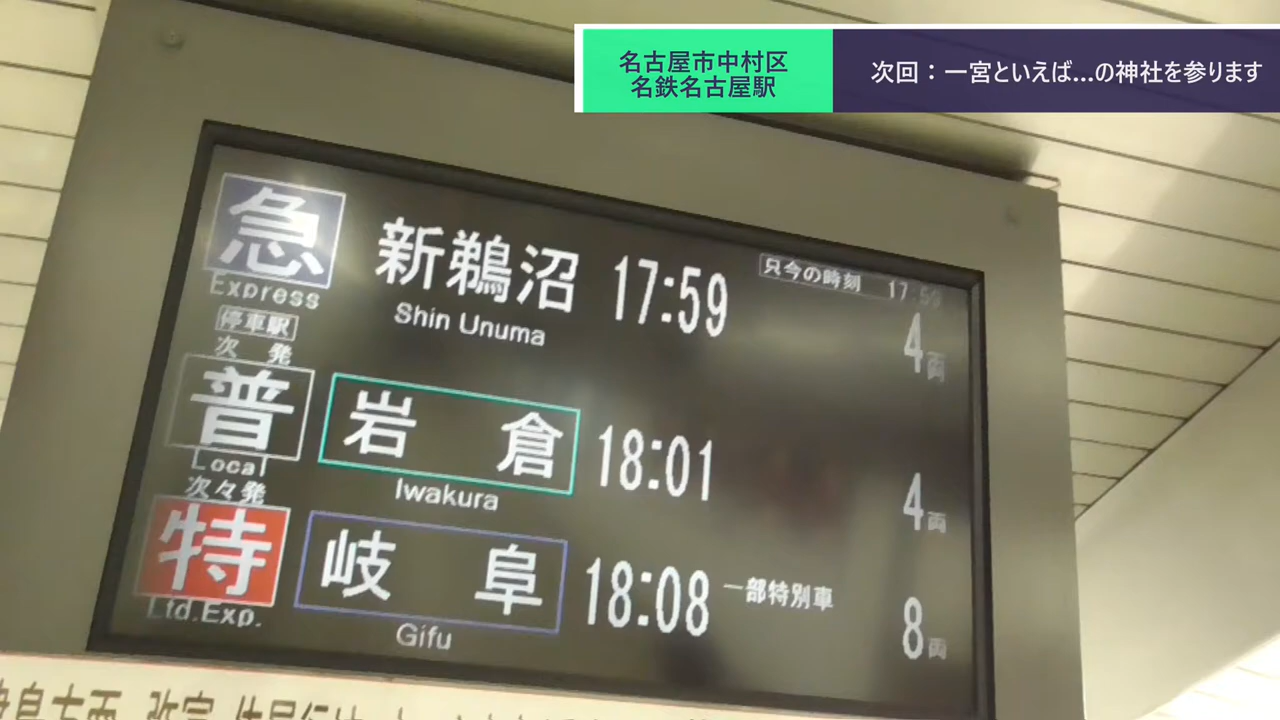 名古屋市中村区
名鉄名古屋駅
次回：一宮といえば…の神社を参ります
只今の時刻 17:59
急 新鵜沼 17:59 4両
Express Shin Unuma
停車駅
次 発
普 岩 倉 18:01 4両
Local Iwakura
次々発
特 岐 阜 18:08 一部特別車 8両
Ltd.Exp. Gifu